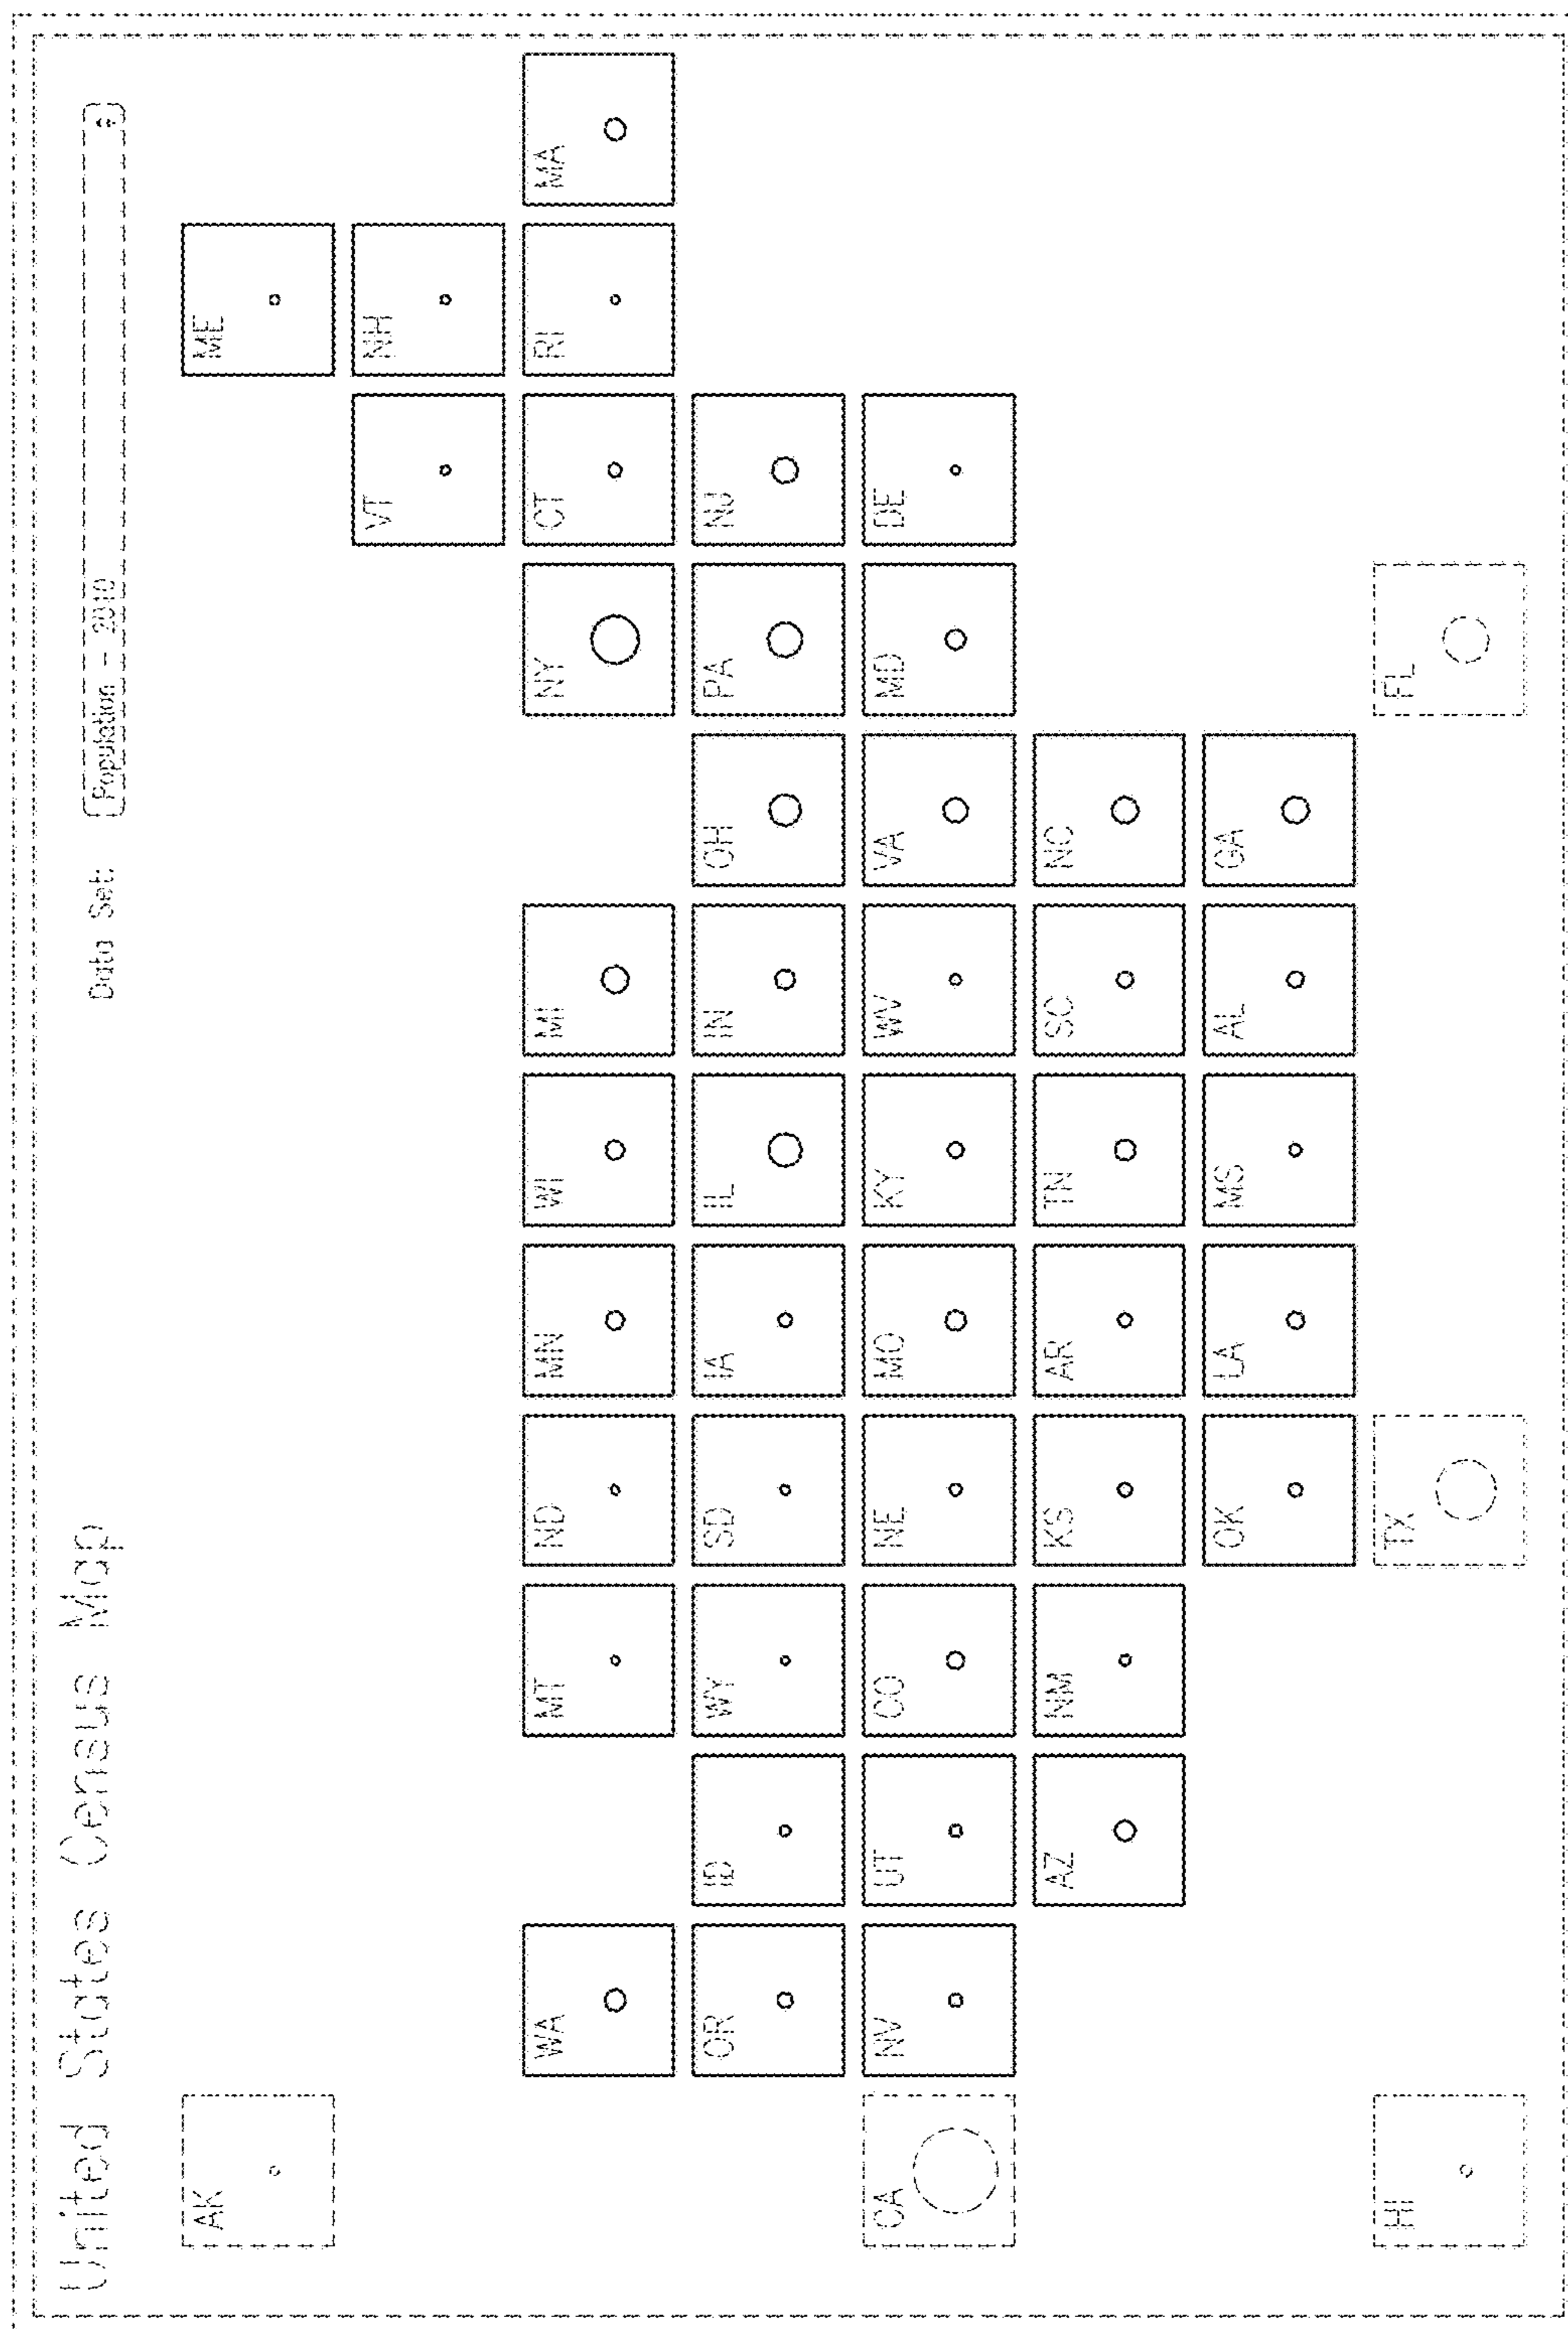 United States Census Map
Data Set: Population - 2010
AK ME
VT NH
WA MT ND MN WI MI NY CT RI MA
OR ID WY SD IA IL IN OH PA NJ
CA NV UT CO NE MO KY WV VA MD DE
AZ NM KS AR TN SC NC
OK LA MS AL GA
HI TX FL